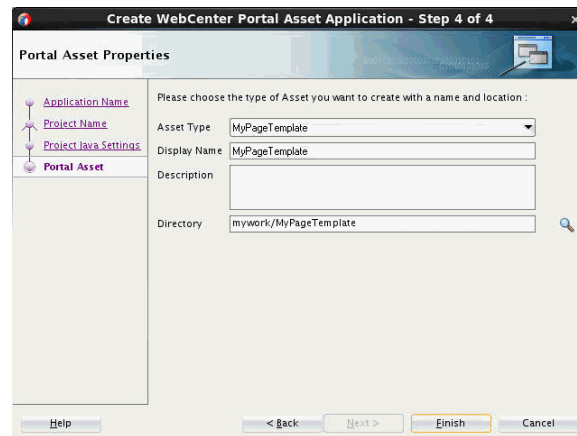 Create WebCenter Portal Asset Application - Step 4 of 4
Portal Asset Properties
Application Name
Project Name
Project Java Settings
Portal Asset
Please choose the type of Asset you want to create with a name and location :
Asset Type MyPageTemplate
Display Name MyPageTemplate
Description
Directory mywork/MyPageTemplate
Help < Back Next > Finish Cancel